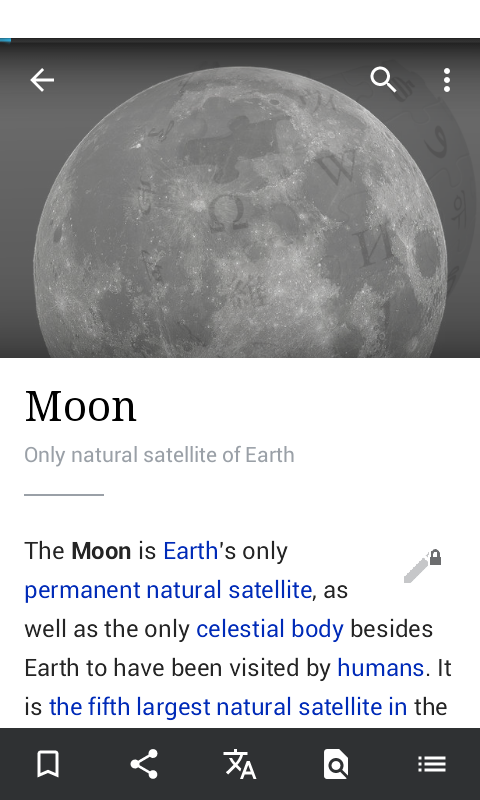 W
Ω
И
維
Moon
Only natural satellite of Earth
The Moon is Earth's only
permanent natural satellite, as
well as the only celestial body besides
Earth to have been visited by humans. It
is the fifth largest natural satellite in the